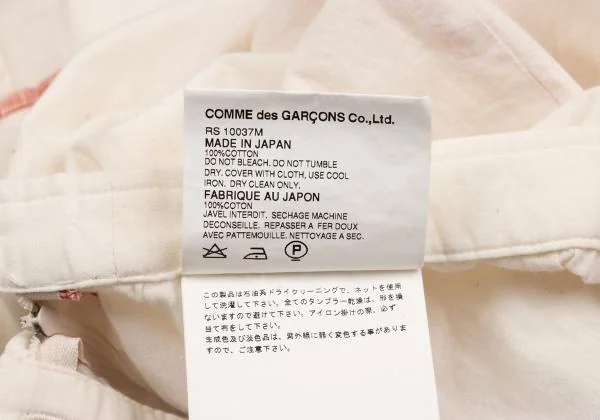 COMME des GARÇONS Co.,Ltd.
RS 10037M
MADE IN JAPAN
100%COTTON
DO NOT BLEACH. DO NOT TUMBLE
DRY. COVER WITH CLOTH, USE COOL
IRON. DRY CLEAN ONLY.
FABRIQUE AU JAPON
100%COTON
JAVEL INTERDIT. SECHAGE MACHINE
DECONSEILLE. REPASSER A FER DOUX
AVEC PATTEMOUILLE. NETTOYAGE A SEC.
P
この製品は石油系ドライクリーニングで、ネットを使用
して洗濯して下さい。全てのタンブラー乾燥は、形を損
ないますので避けて下さい。アイロン掛けの際、必ず
当て布をして下さい。
生成色及び淡色品は、紫外線に弱く変色する事がありま
すので、ご注意下さい。